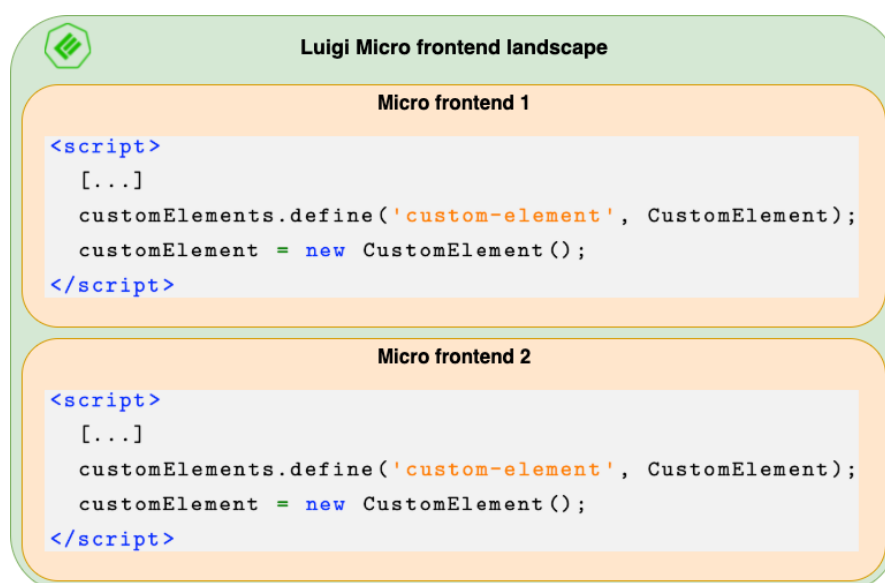 Luigi Micro frontend landscape
Micro frontend 1
<script>
[...]
customElements.define('custom-element', CustomElement);
customElement = new CustomElement();
</script>
Micro frontend 2
<script>
[...]
customElements.define('custom-element', CustomElement);
customElement = new CustomElement();
</script>